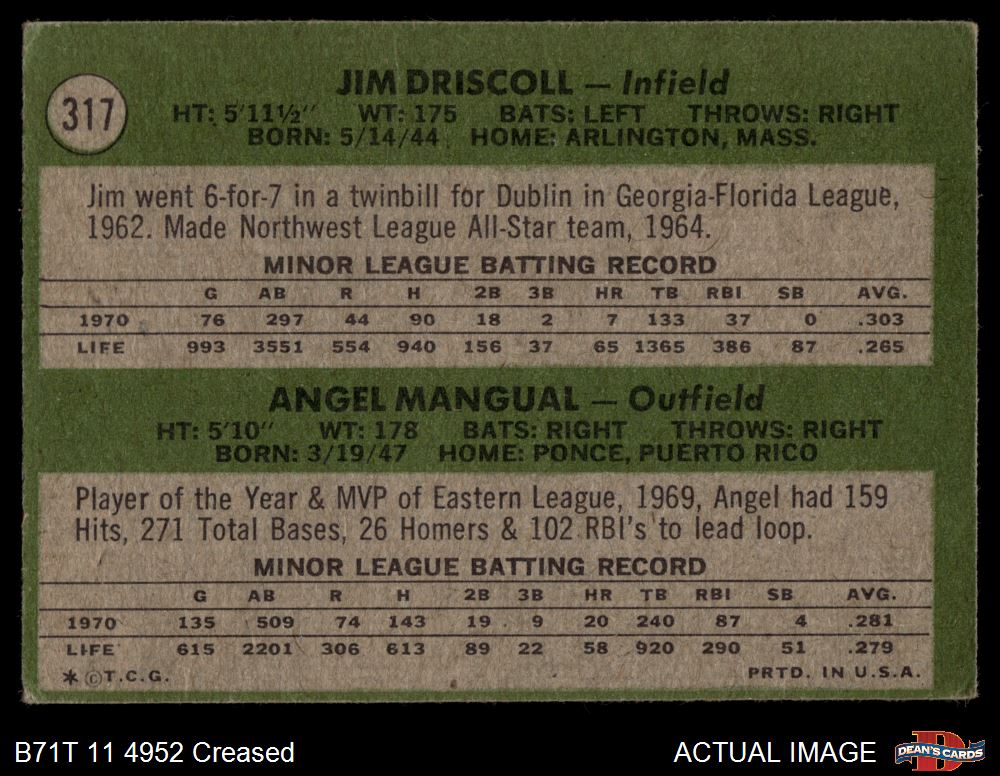 317
JIM DRISCOLL — Infield
HT: 5'11½" WT: 175 BATS: LEFT THROWS: RIGHT
BORN: 5/14/44 HOME: ARLINGTON, MASS.
Jim went 6-for-7 in a twinbill for Dublin in Georgia-Florida League,
1962. Made Northwest League All-Star team, 1964.
MINOR LEAGUE BATTING RECORD
G AB R H 2B 3B HR TB RBI SB AVG.
1970 76 297 44 90 18 2 7 133 37 0 .303
LIFE 993 3551 554 940 156 37 65 1365 386 87 .265
ANGEL MANGUAL — Outfield
HT: 5'10" WT: 178 BATS: RIGHT THROWS: RIGHT
BORN: 3/19/47 HOME: PONCE, PUERTO RICO
Player of the Year & MVP of Eastern League, 1969, Angel had 159
Hits, 271 Total Bases, 26 Homers & 102 RBI's to lead loop.
MINOR LEAGUE BATTING RECORD
G AB R H 2B 3B HR TB RBI SB AVG.
1970 135 509 74 143 19 9 20 240 87 4 .281
LIFE 615 2201 306 613 89 22 58 920 290 51 .279
* ©T.C.G. PRTD. IN U.S.A.
B71T 11 4952 Creased ACTUAL IMAGE D DEAN'S CARDS